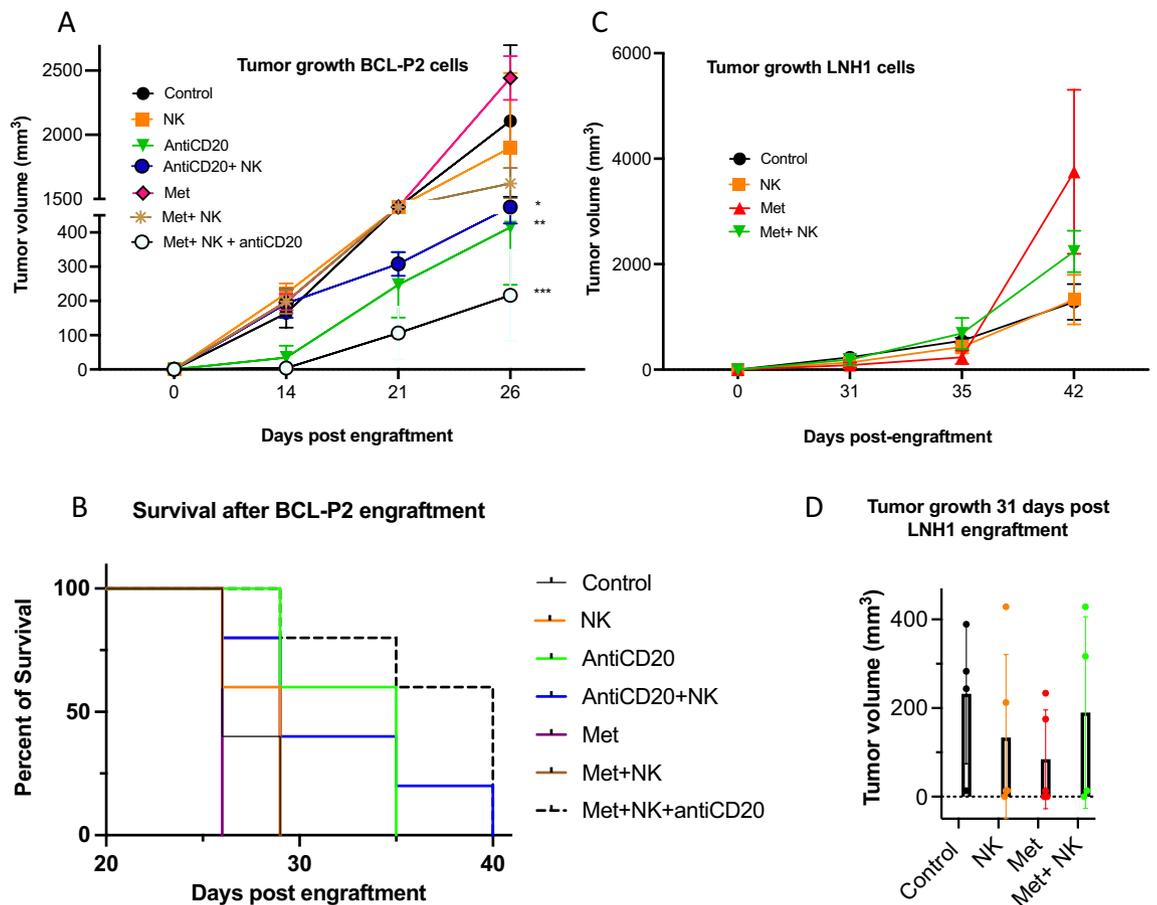 A
Tumor growth BCL-P2 cells
Tumor volume (mm3)
2500
2000
1500
400
300
200
100
0
Control
NK
AntiCD20
AntiCD20+ NK
Met
Met+ NK
Met+ NK + antiCD20
*
**
***
0 14 21 26
Days post engraftment
C
Tumor growth LNH1 cells
Tumor volume (mm3)
6000
4000
2000
0
Control
NK
Met
Met+ NK
0 31 35 42
Days post-engraftment
B
Survival after BCL-P2 engraftment
Percent of Survival
100
50
0
20 30 40
Days post engraftment
Control
NK
AntiCD20
AntiCD20+NK
Met
Met+NK
Met+NK+antiCD20
D
Tumor growth 31 days post
LNH1 engraftment
Tumor volume (mm3)
400
200
0
Control
NK
Met
Met+ NK